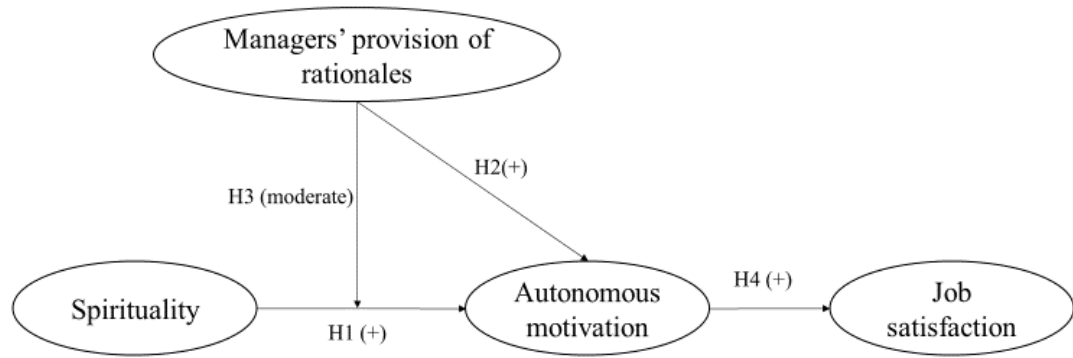 Managers’ provision of
rationales
H2(+)
H3 (moderate)
Spirituality
H1 (+)
Autonomous
motivation
H4 (+)
Job
satisfaction